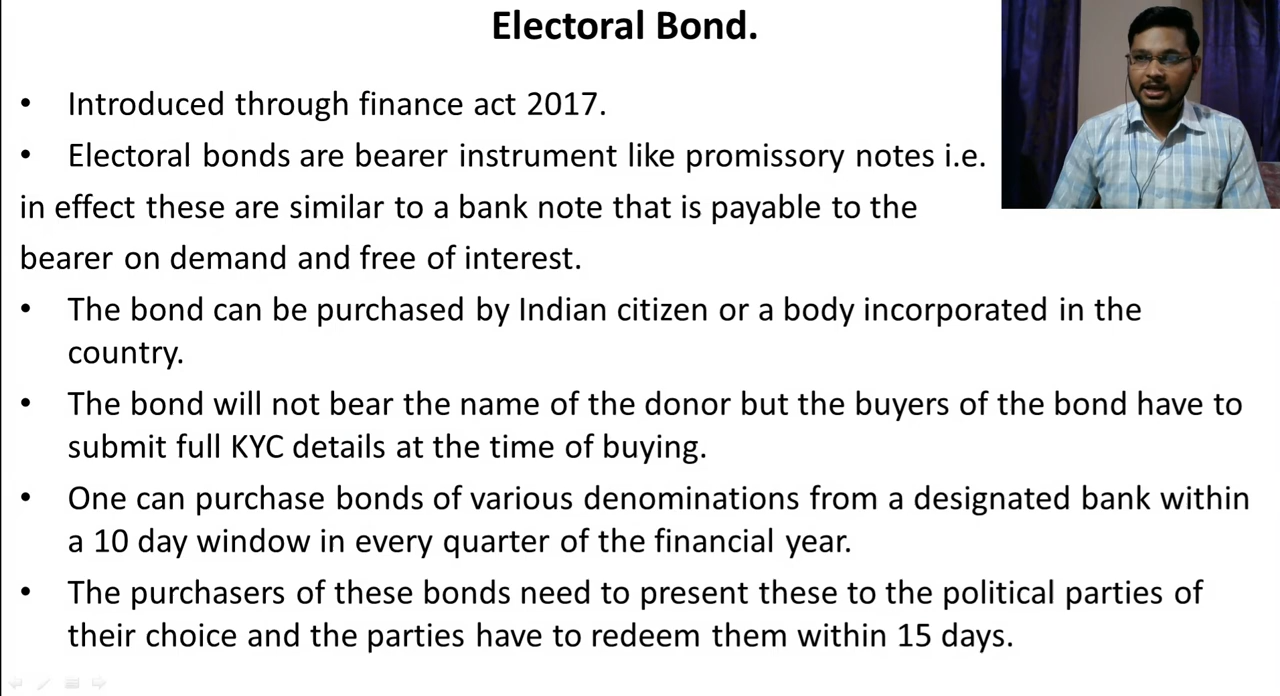 Electoral Bond.
• Introduced through finance act 2017.
• Electoral bonds are bearer instrument like promissory notes i.e.
in effect these are similar to a bank note that is payable to the
bearer on demand and free of interest.
• The bond can be purchased by Indian citizen or a body incorporated in the
country.
• The bond will not bear the name of the donor but the buyers of the bond have to
submit full KYC details at the time of buying.
• One can purchase bonds of various denominations from a designated bank within
a 10 day window in every quarter of the financial year.
• The purchasers of these bonds need to present these to the political parties of
their choice and the parties have to redeem them within 15 days.